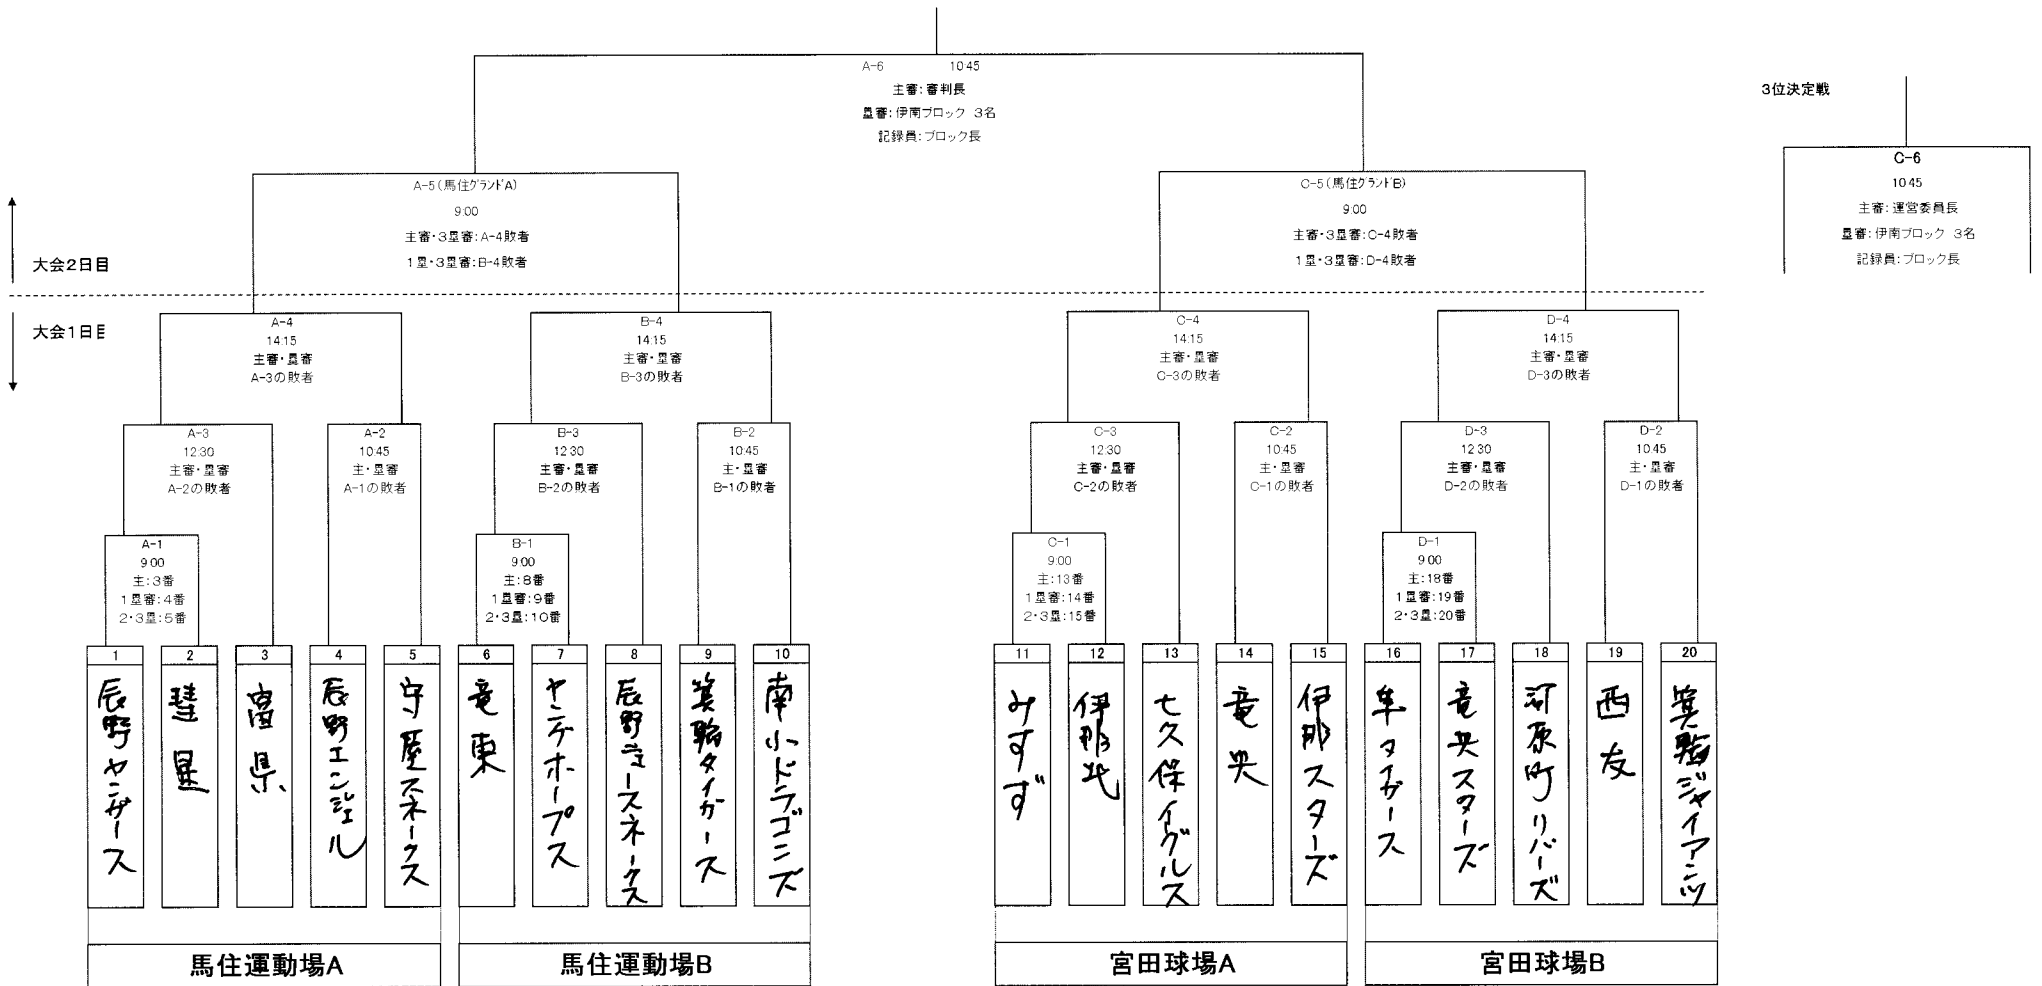 A-6 10:45
主審：審判長
塁審：伊南ブロック 3名
記録員：ブロック長
3位決定戦
C-6
10:45
主審：運営委員長
塁審：伊南ブロック 3名
記録員：ブロック長
A-5(馬住グランドA)
9:00
主審・3塁審：A-4敗者
1塁・3塁審：B-4敗者
C-5(馬住グランドB)
9:00
主審・3塁審：C-4敗者
1塁・3塁審：D-4敗者
大会2日目
大会1日目
A-4
14:15
主審・塁審
A-3の敗者
B-4
14:15
主審・塁審
B-3の敗者
C-4
14:15
主審・塁審
C-3の敗者
D-4
14:15
主審・塁審
D-3の敗者
A-3
12:30
主審・塁審
A-2の敗者
A-2
10:45
主・塁審
A-1の敗者
B-3
12:30
主審・塁審
B-2の敗者
B-2
10:45
主・塁審
B-1の敗者
C-3
12:30
主審・塁審
C-2の敗者
C-2
10:45
主・塁審
C-1の敗者
D-3
12:30
主審・塁審
D-2の敗者
D-2
10:45
主・塁審
D-1の敗者
A-1
9:00
主：3番
1塁審：4番
2・3塁：5番
B-1
9:00
主：8番
1塁審：9番
2・3塁：10番
C-1
9:00
主：13番
1塁審：14番
2・3塁：15番
D-1
9:00
主：18番
1塁審：19番
2・3塁：20番
1
辰野ヤンガース
2
彗星
3
富県
4
辰野エンジェル
5
守屋スネークス
6
竜東
7
ヤングホープス
8
辰野ニュースネークス
9
箕輪タイガース
10
南小ドラゴンズ
11
みすず
12
伊那北
13
七久保イーグルス
14
竜央
15
伊那スターズ
16
隼タイガース
17
竜央スターズ
18
河原町リバーズ
19
西友
20
箕輪ジャイアンツ
馬住運動場A
馬住運動場B
宮田球場A
宮田球場B